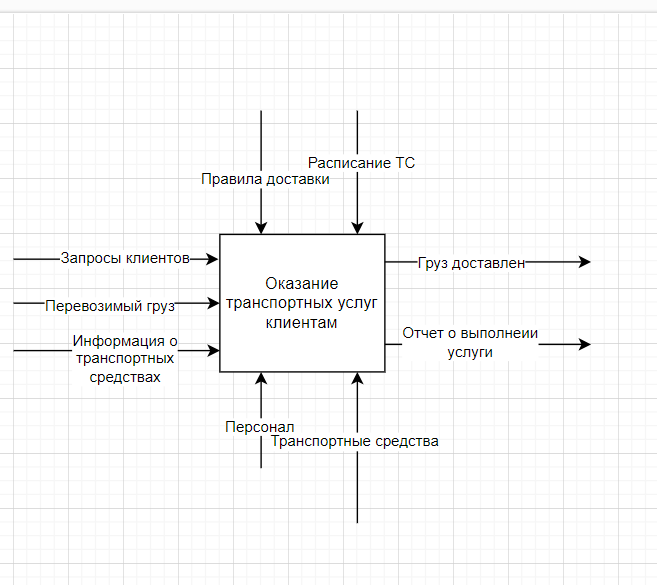 Расписание ТС
Правила доставки
Запросы клиентов
Перевозимый груз
Информация о
транспортных
средствах
Оказание
транспортных услуг
клиентам
Груз доставлен
Отчет о выполнеии
услуги
Персонал
Транспортные средства